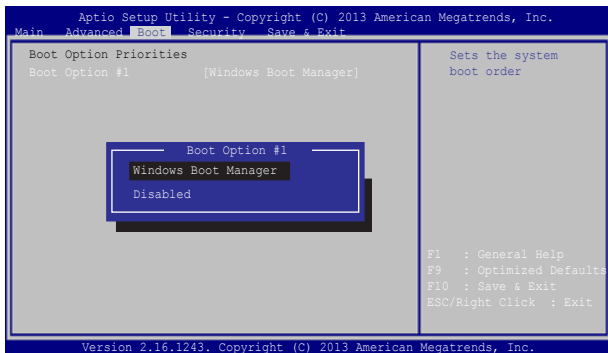 Aptio Setup Utility - Copyright (C) 2013 American Megatrends, Inc.
Main Advanced Boot Security Save & Exit
Boot Option Priorities
Boot Option #1 [Windows Boot Manager]
Sets the system
boot order
Boot Option #1
Windows Boot Manager
Disabled
F1 : General Help
F9 : Optimized Defaults
F10 : Save & Exit
ESC/Right Click : Exit
Version 2.16.1243. Copyright (C) 2013 American Megatrends, Inc.